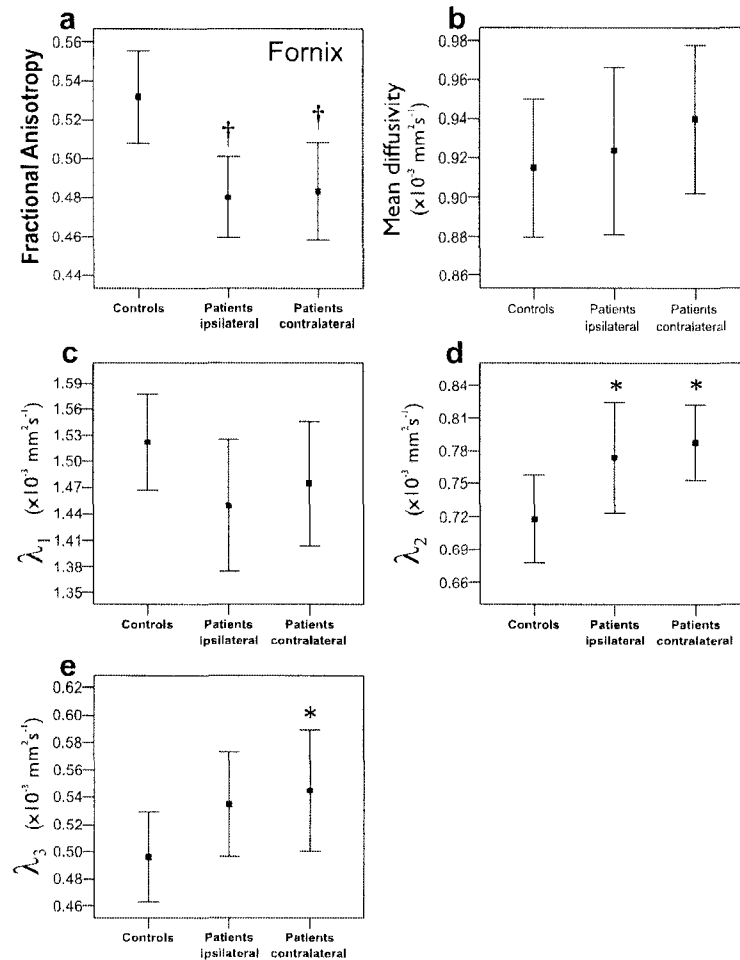 a
Fractional Anisotropy
0.56
0.54
0.52
0.50
0.48
0.46
0.44
Fornix
†
†
Controls
Patients
ipsilateral
Patients
contralateral
b
Mean diffusivity
(×10⁻³ mm²s⁻¹)
0.98
0.96
0.94
0.92
0.90
0.88
0.86
Controls
Patients
ipsilateral
Patients
contralateral
c
λ₁ (×10⁻³ mm²s⁻¹)
1.59
1.56
1.53
1.50
1.47
1.44
1.41
1.38
1.35
Controls
Patients
ipsilateral
Patients
contralateral
d
λ₂ (×10⁻³ mm²s⁻¹)
0.84
0.81
0.78
0.75
0.72
0.69
0.66
*
*
Controls
Patients
ipsilateral
Patients
contralateral
e
λ₃ (×10⁻³ mm²s⁻¹)
0.62
0.60
0.58
0.56
0.54
0.52
0.50
0.48
0.46
*
Controls
Patients
ipsilateral
Patients
contralateral